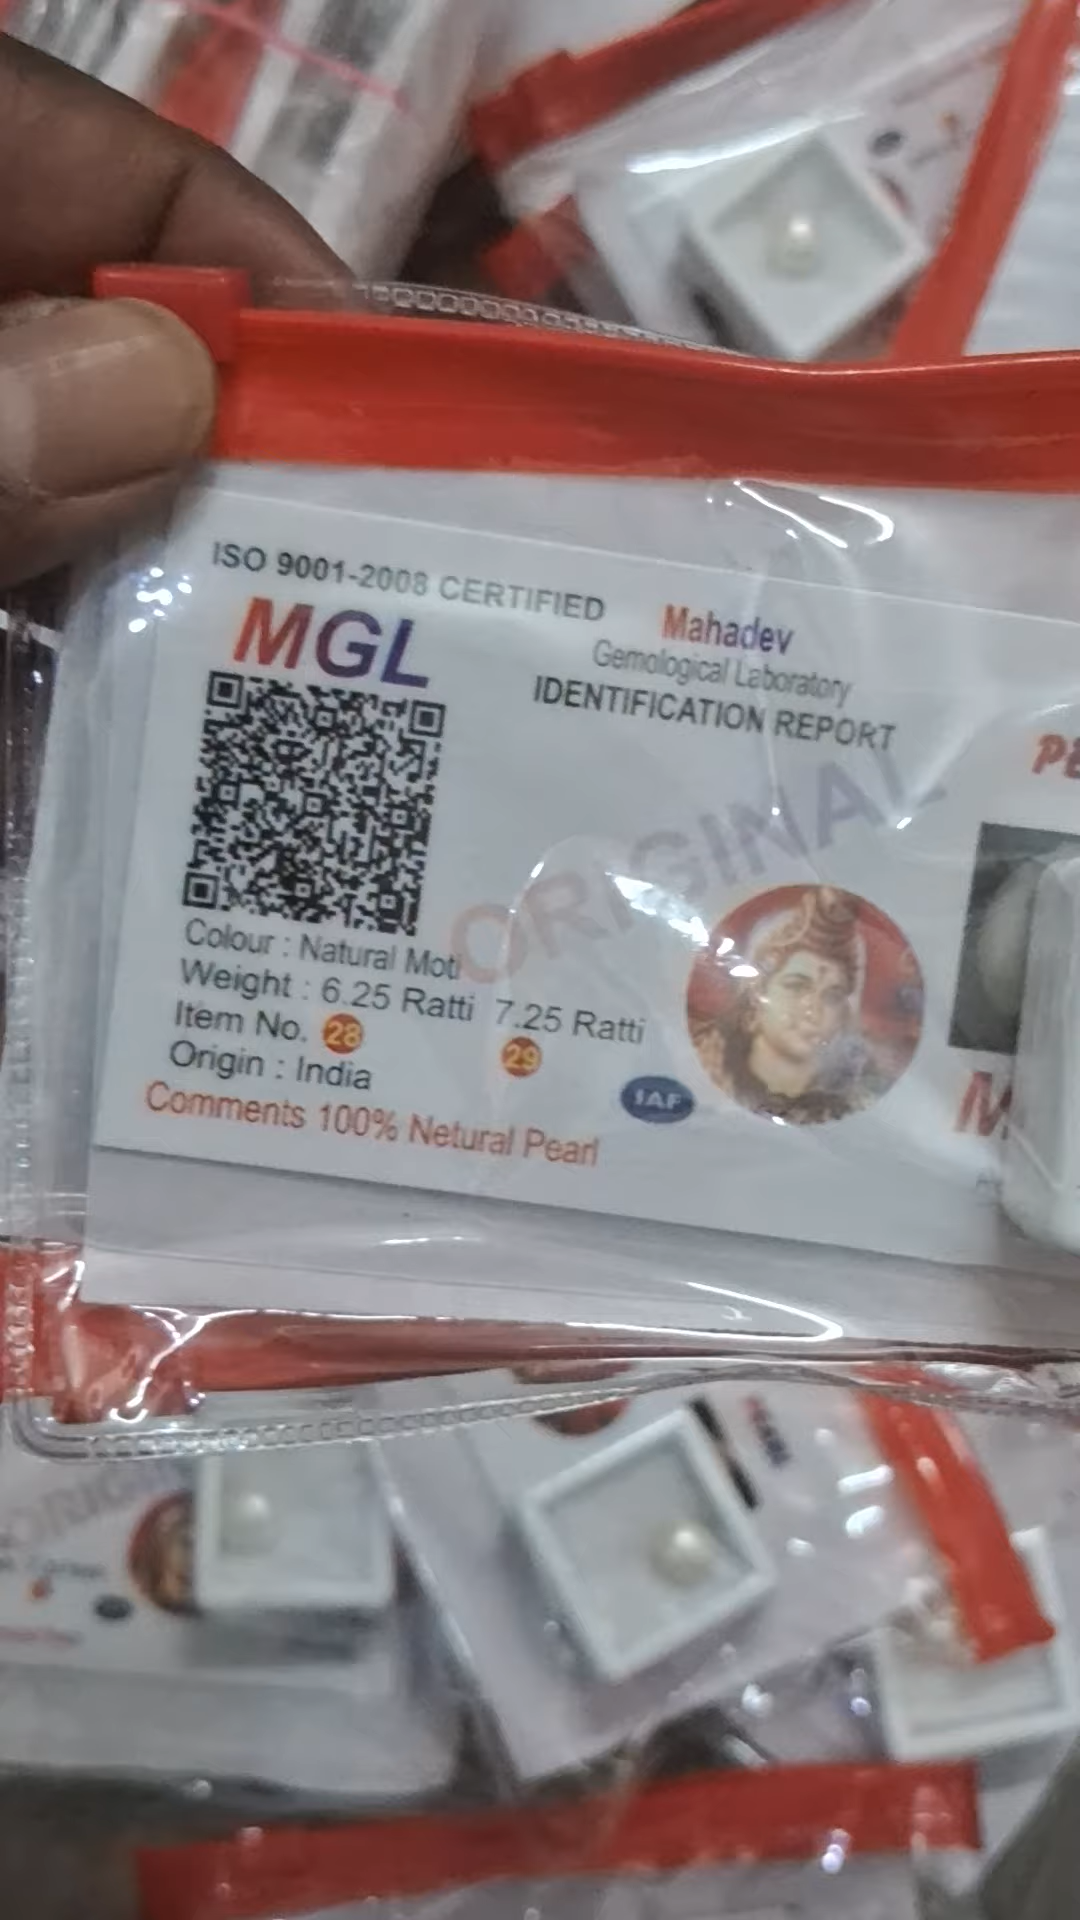 ISO 9001-2008 CERTIFIED
MGL
Mahadev
Gemological Laboratory
IDENTIFICATION REPORT
ORIGINAL
Colour : Natural Moti
Weight : 6.25 Ratti 7.25 Ratti
Item No. 28 29
Origin : India
IAF
Comments 100% Netural Pearl